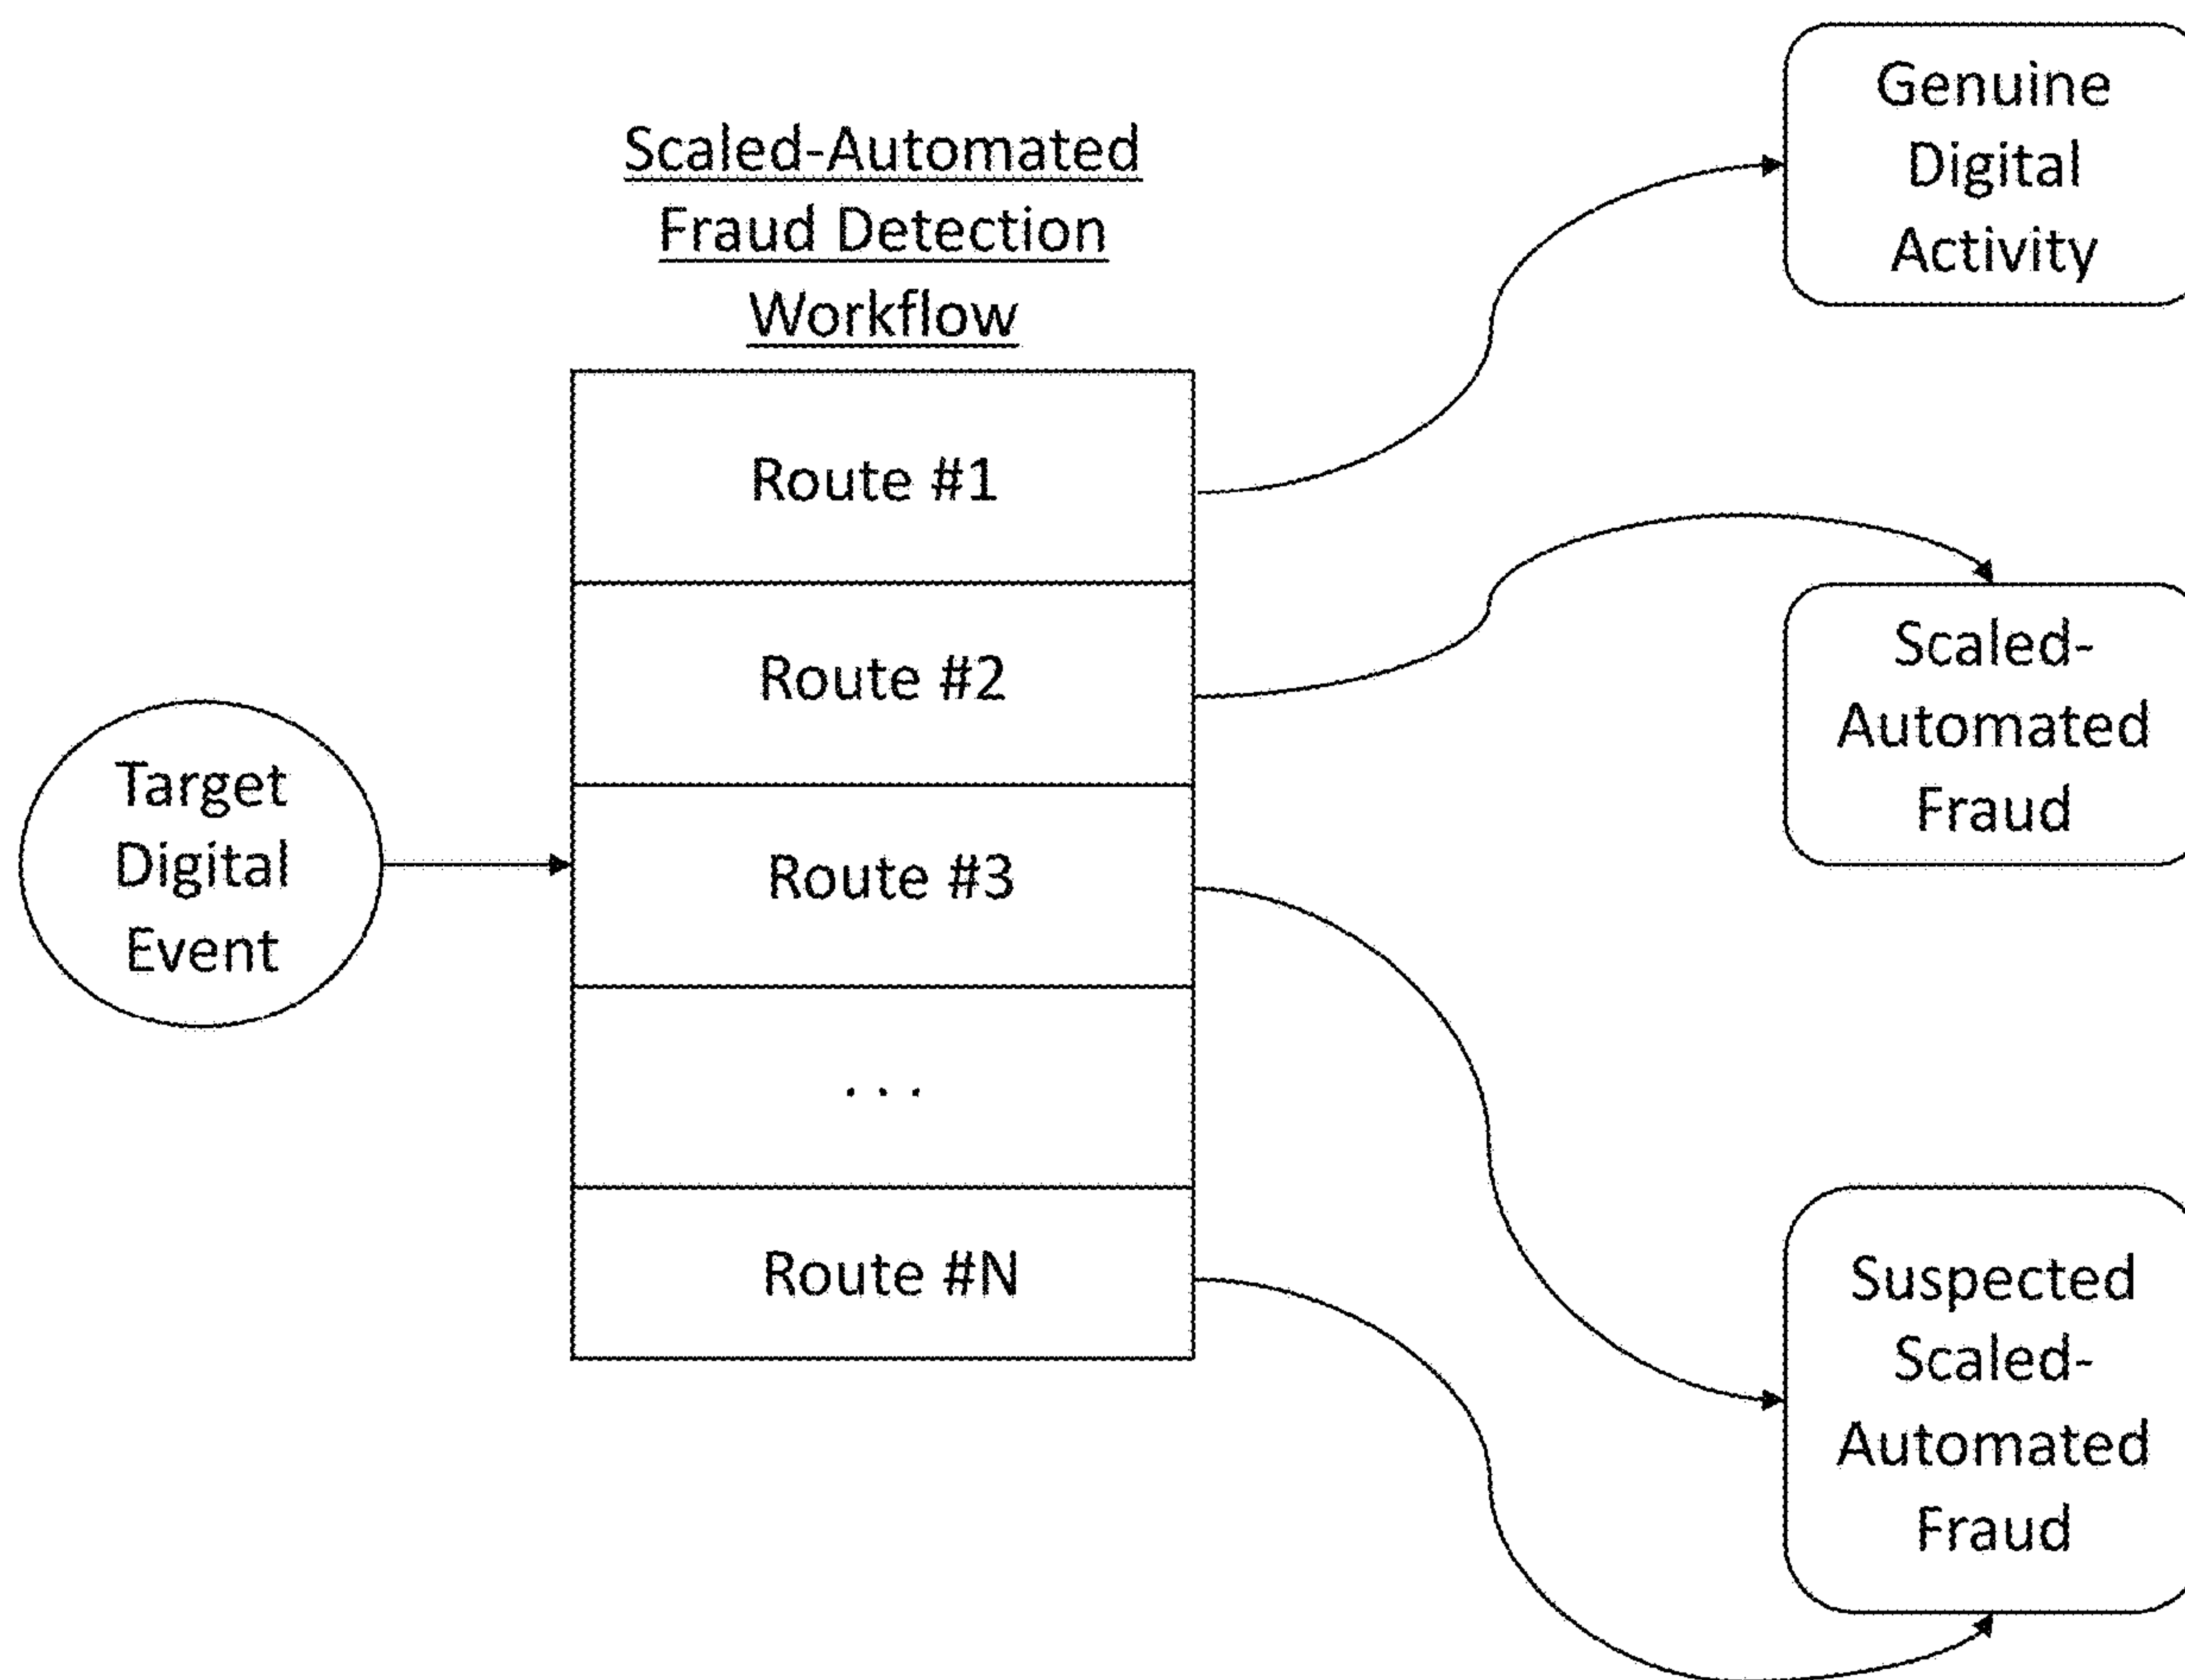 Scaled-Automated
Fraud Detection
Workflow
Target
Digital
Event
Route #1
Route #2
Route #3
. . .
Route #N
Genuine
Digital
Activity
Scaled-
Automated
Fraud
Suspected
Scaled-
Automated
Fraud